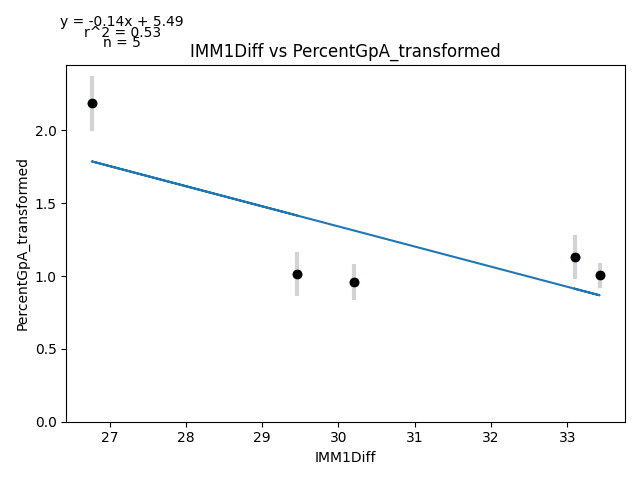 y = -0.14x + 5.49
r^2 = 0.53
n = 5
IMM1Diff vs PercentGpA_transformed
PercentGpA_transformed
2.0
1.5
1.0
0.5
0.0
27 28 29 30 31 32 33
IMM1Diff